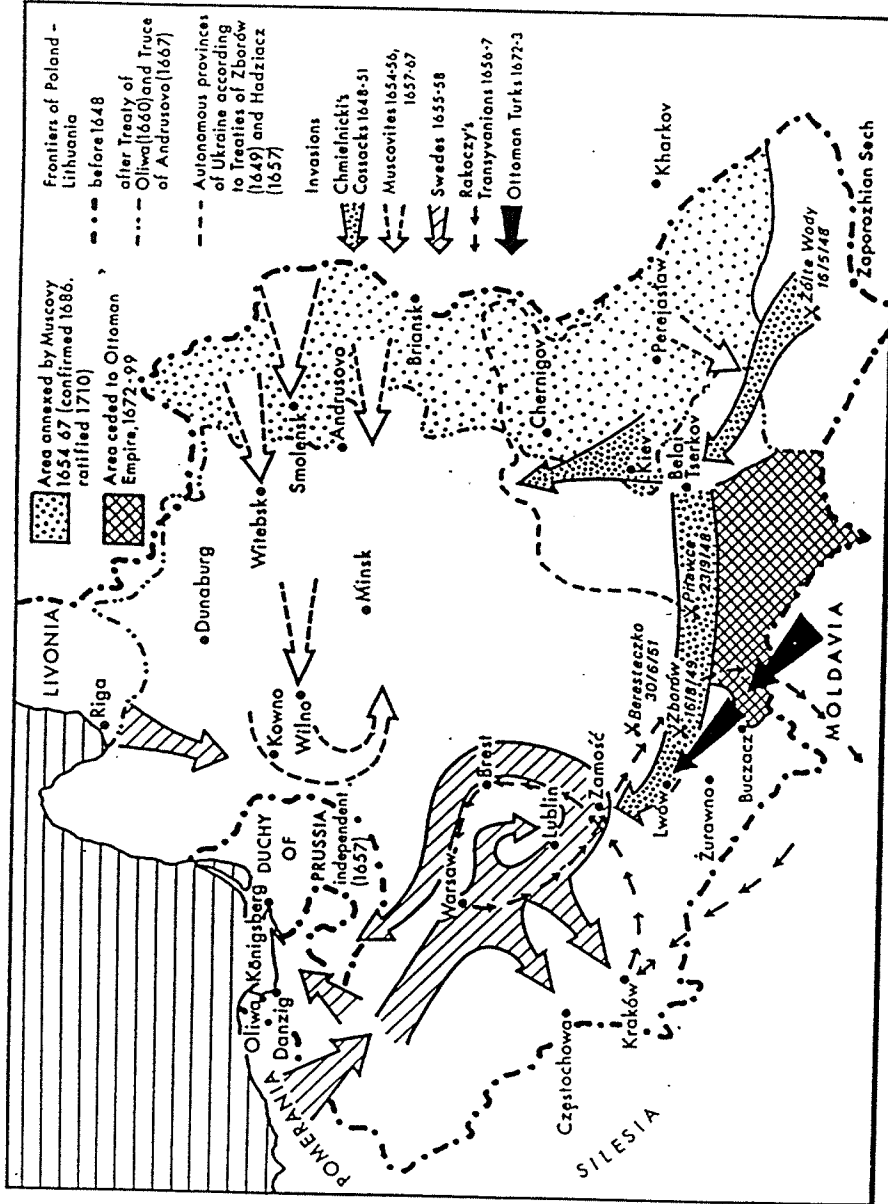 Area annexed by Muscovy
1654 67 (confirmed 1686,
ratified 1710)
Area ceded to Ottoman
Empire, 1672-99
Frontiers of Poland –
Lithuania
before 1648
after Treaty of
Oliwa (1660) and Truce
of Andrusovo (1667)
Autonomous provinces
of Ukraine according
to Treaties of Zborów
(1649) and Hadziacz
(1657)
Invasions
Chmielnicki's
Cossacks 1648-51
Muscovites 1654-56,
1657-67
Swedes 1655-58
Rakoczy's
Transyvanians 1656-7
Ottoman Turks 1672-3
LIVONIA
Riga
Dunaburg
Witebsk
Smolensk
Andrusovo
Briansk
Kowno
Wilno
Minsk
DUCHY
OF
PRUSSIA
independent
(1657)
Königsberg
Oliwa
Danzig
POMERANIA
Chernigov
Warsaw
Brest
Lublin
Zamość
Kiev
Belai
Tserkov
Perejasław
Kharkov
Częstochowa
Kraków
SILESIA
Beresteczko
30/6/51
Zborów
16/8/49
Piławce
23/9/48
Żółte Wody
16/5/48
Lwów
Żurawno
Buczacz
MOLDAVIA
Zaporozhian Sech